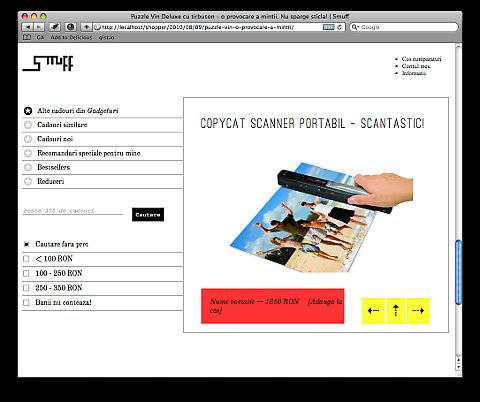 Puzzle Vin Deluxe cu tirbuson - o provocare a mintii. Nu sparge sticla! | Smuff
http://localhost/shopper/2010/08/09/puzzle-vin-o-provocare-a-mintii/
Google
Git
Add to Delicious
gist.io
SMUFF
Cos cumparaturi
Contul meu
Informatii
Alte cadouri din Gadgeturi
Cadouri similare
Cadouri noi
Recomandari speciale pentru mine
Bestsellers
Reduceri
Peste 300 de cadouri
Cautare
Cautare fara pret
< 100 RON
100 - 250 RON
250 - 350 RON
Banii nu conteaza!
COPYCAT SCANNER PORTABIL - SCANTASTIC!
Nume variatie — 1250 RON [Adauga la
cos]